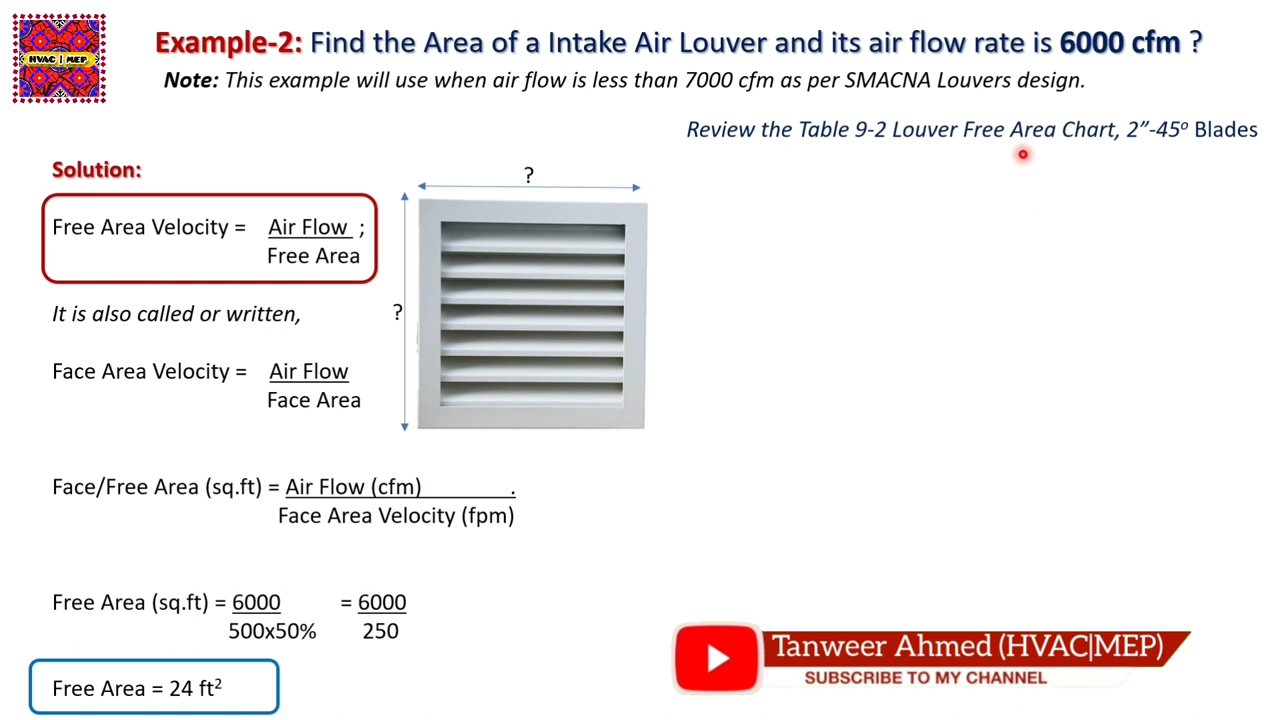 HVAC | MEP
Example-2: Find the Area of a Intake Air Louver and its air flow rate is 6000 cfm ?
Note: This example will use when air flow is less than 7000 cfm as per SMACNA Louvers design.
Review the Table 9-2 Louver Free Area Chart, 2”-45º Blades
Solution:
Free Area Velocity = Air Flow ;
Free Area
It is also called or written,
Face Area Velocity = Air Flow
Face Area
?
?
Face/Free Area (sq.ft) = Air Flow (cfm) .
Face Area Velocity (fpm)
Free Area (sq.ft) = 6000 = 6000
500x50% 250
Free Area = 24 ft²
Tanweer Ahmed (HVAC|MEP)
SUBSCRIBE TO MY CHANNEL